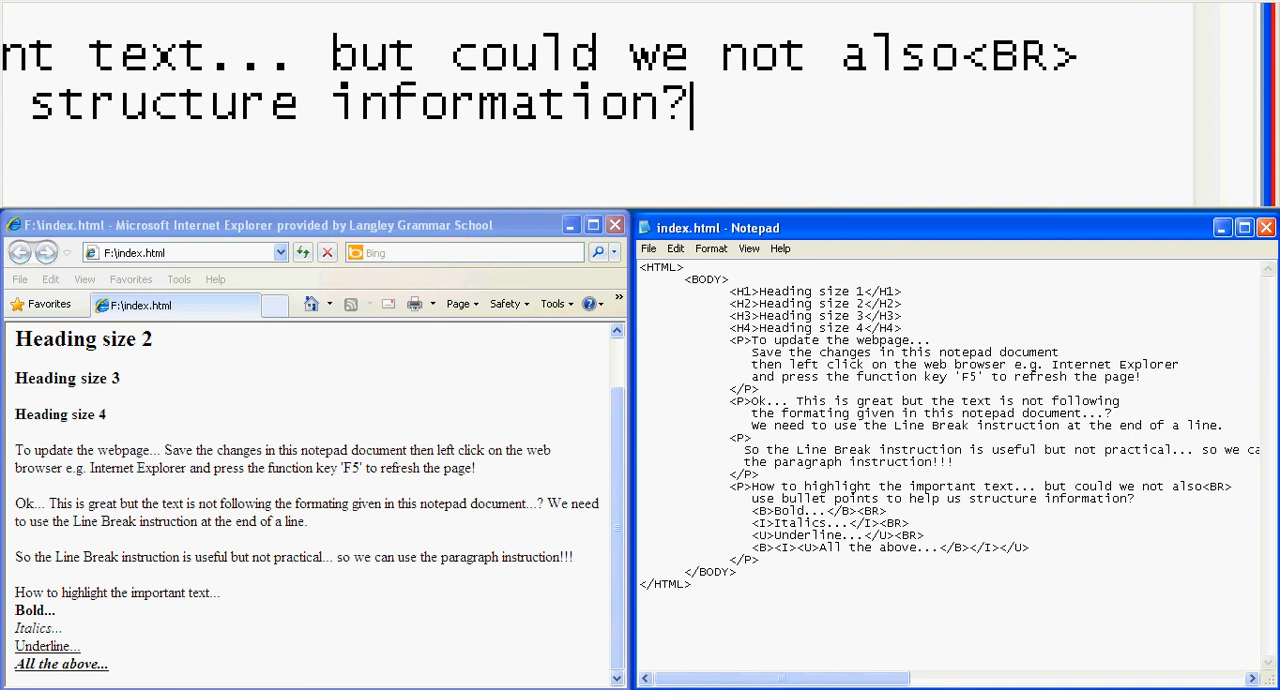 nt text... but could we not also<BR>
structure information?
F:\index.html - Microsoft Internet Explorer provided by Langley Grammar School
F:\index.html
Bing
File Edit View Favorites Tools Help
Favorites F:\index.html Page Safety Tools »
Heading size 2
Heading size 3
Heading size 4
To update the webpage... Save the changes in this notepad document then left click on the web
browser e.g. Internet Explorer and press the function key 'F5' to refresh the page!
Ok... This is great but the text is not following the formating given in this notepad document...? We need
to use the Line Break instruction at the end of a line.
So the Line Break instruction is useful but not practical... so we can use the paragraph instruction!!!
How to highlight the important text...
Bold...
Italics...
Underline...
All the above...
index.html - Notepad
File Edit Format View Help
<HTML>
<BODY>
<H1>Heading size 1</H1>
<H2>Heading size 2</H2>
<H3>Heading size 3</H3>
<H4>Heading size 4</H4>
<P>To update the webpage...
Save the changes in this notepad document
then left click on the web browser e.g. Internet Explorer
and press the function key 'F5' to refresh the page!
</P>
<P>Ok... This is great but the text is not following
the formating given in this notepad document...?
We need to use the Line Break instruction at the end of a line.
<P>
So the Line Break instruction is useful but not practical... so we ca
the paragraph instruction!!!
</P>
<P>How to highlight the important text... but could we not also<BR>
use bullet points to help us structure information?
<B>Bold...</B><BR>
<I>Italics...</I><BR>
<U>Underline...</U><BR>
<B><I><U>All the above...</B></I></U>
</P>
</BODY>
</HTML>